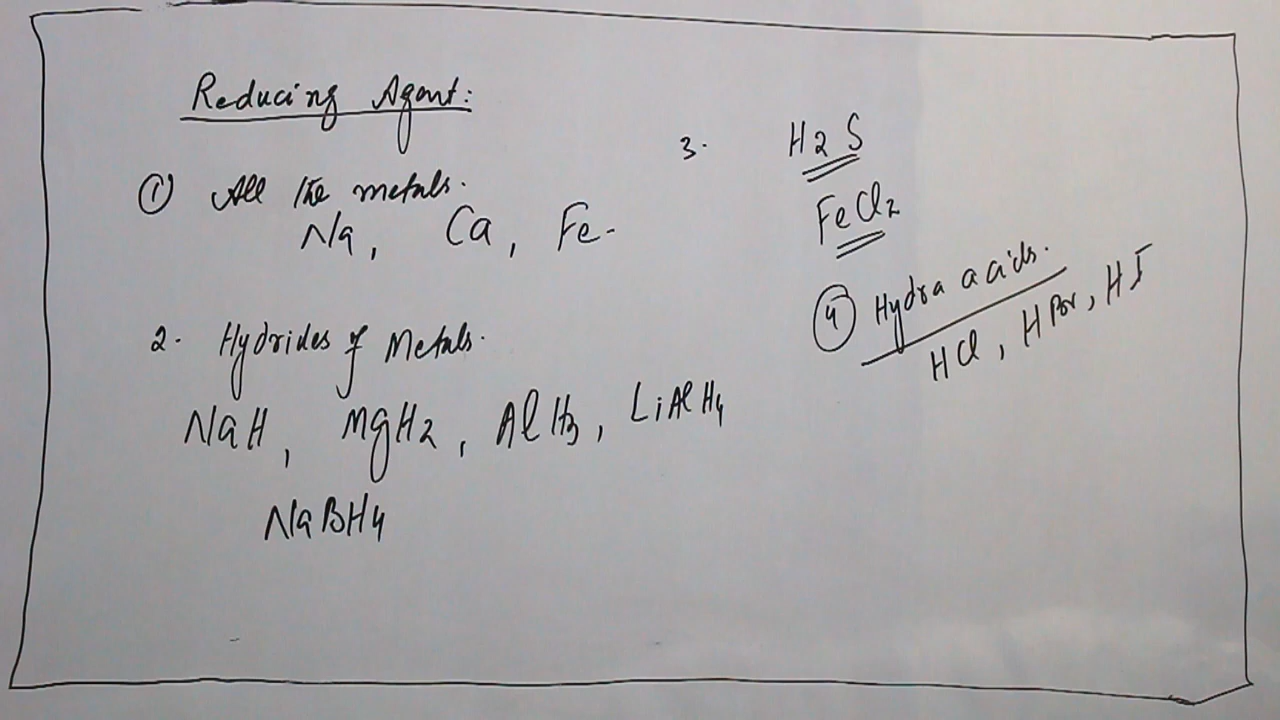 Reducing Agent:
① All the metals.
Na, Ca, Fe.
2. Hydrides of Metals.
NaH, MgH2, AlH3, LiAlH4
NaBH4
3. H2S
FeCl2
④ Hydra acids.
HCl, HBr, HI